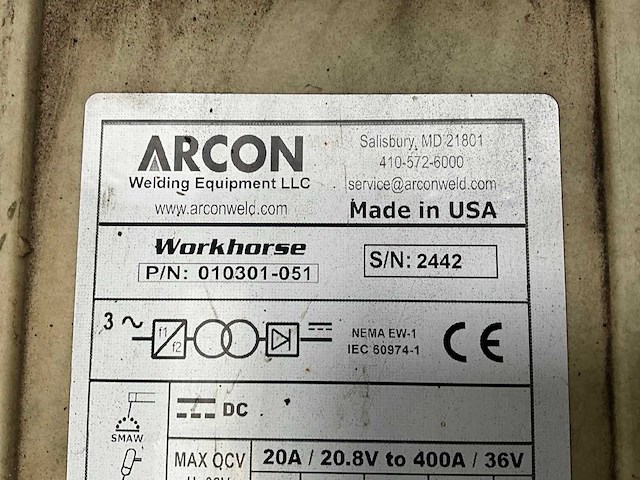 ARCON
Welding Equipment LLC
www.arconweld.com
Salisbury, MD 21801
410-572-6000
service@arconweld.com
Made in USA
Workhorse
P/N: 010301-051
S/N: 2442
3 ~
f1
f2
NEMA EW-1
IEC 60974-1
CE
SMAW
DC
MAX OCV
20A / 20.8V to 400A / 36V